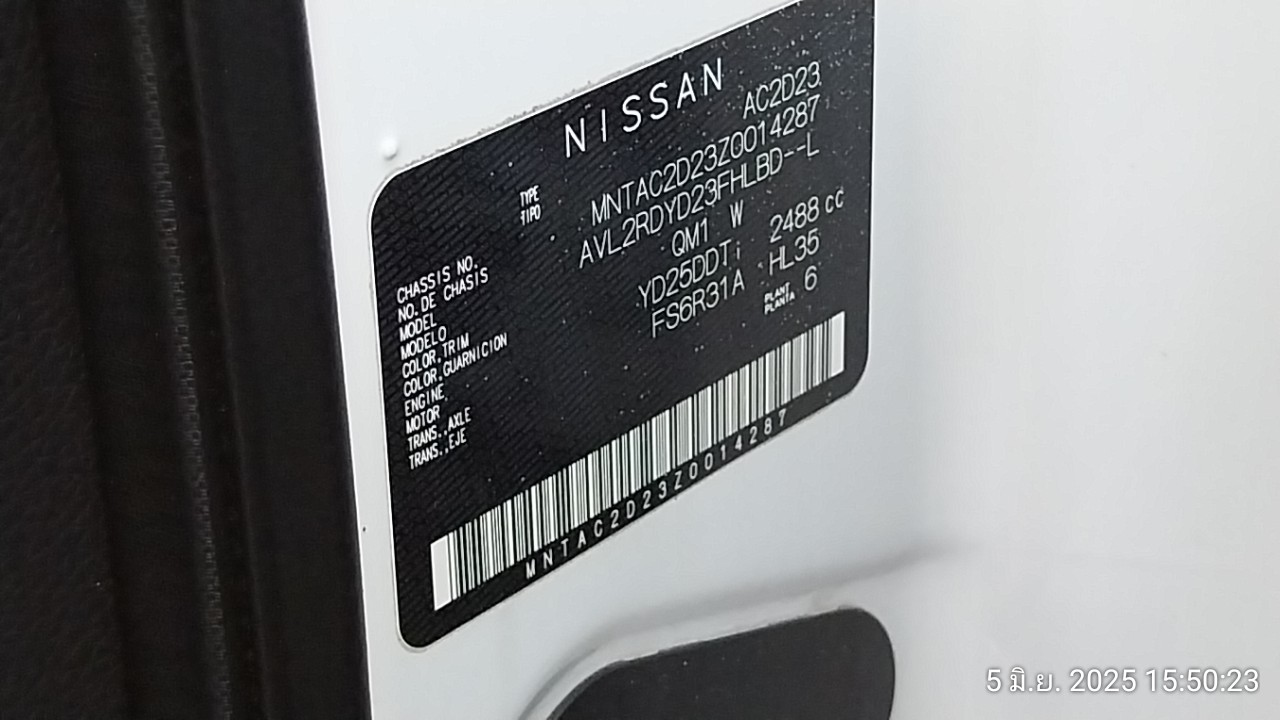 NISSAN
TYPE
TIPO
AC2D23
CHASSIS NO.
NO. DE CHASIS
MNTAC2D23Z0014287
MODEL
MODELO
AVL2RDYD23FHLBD--L
COLOR, TRIM
COLOR, GUARNICION
QM1 W
ENGINE
MOTOR
YD25DDTi 2488 cc
TRANS., AXLE
TRANS., EJE
FS6R31A HL35
PLANT
PLANTA
6
MNTAC2D23Z0014287
5 มิ.ย. 2025 15:50:23